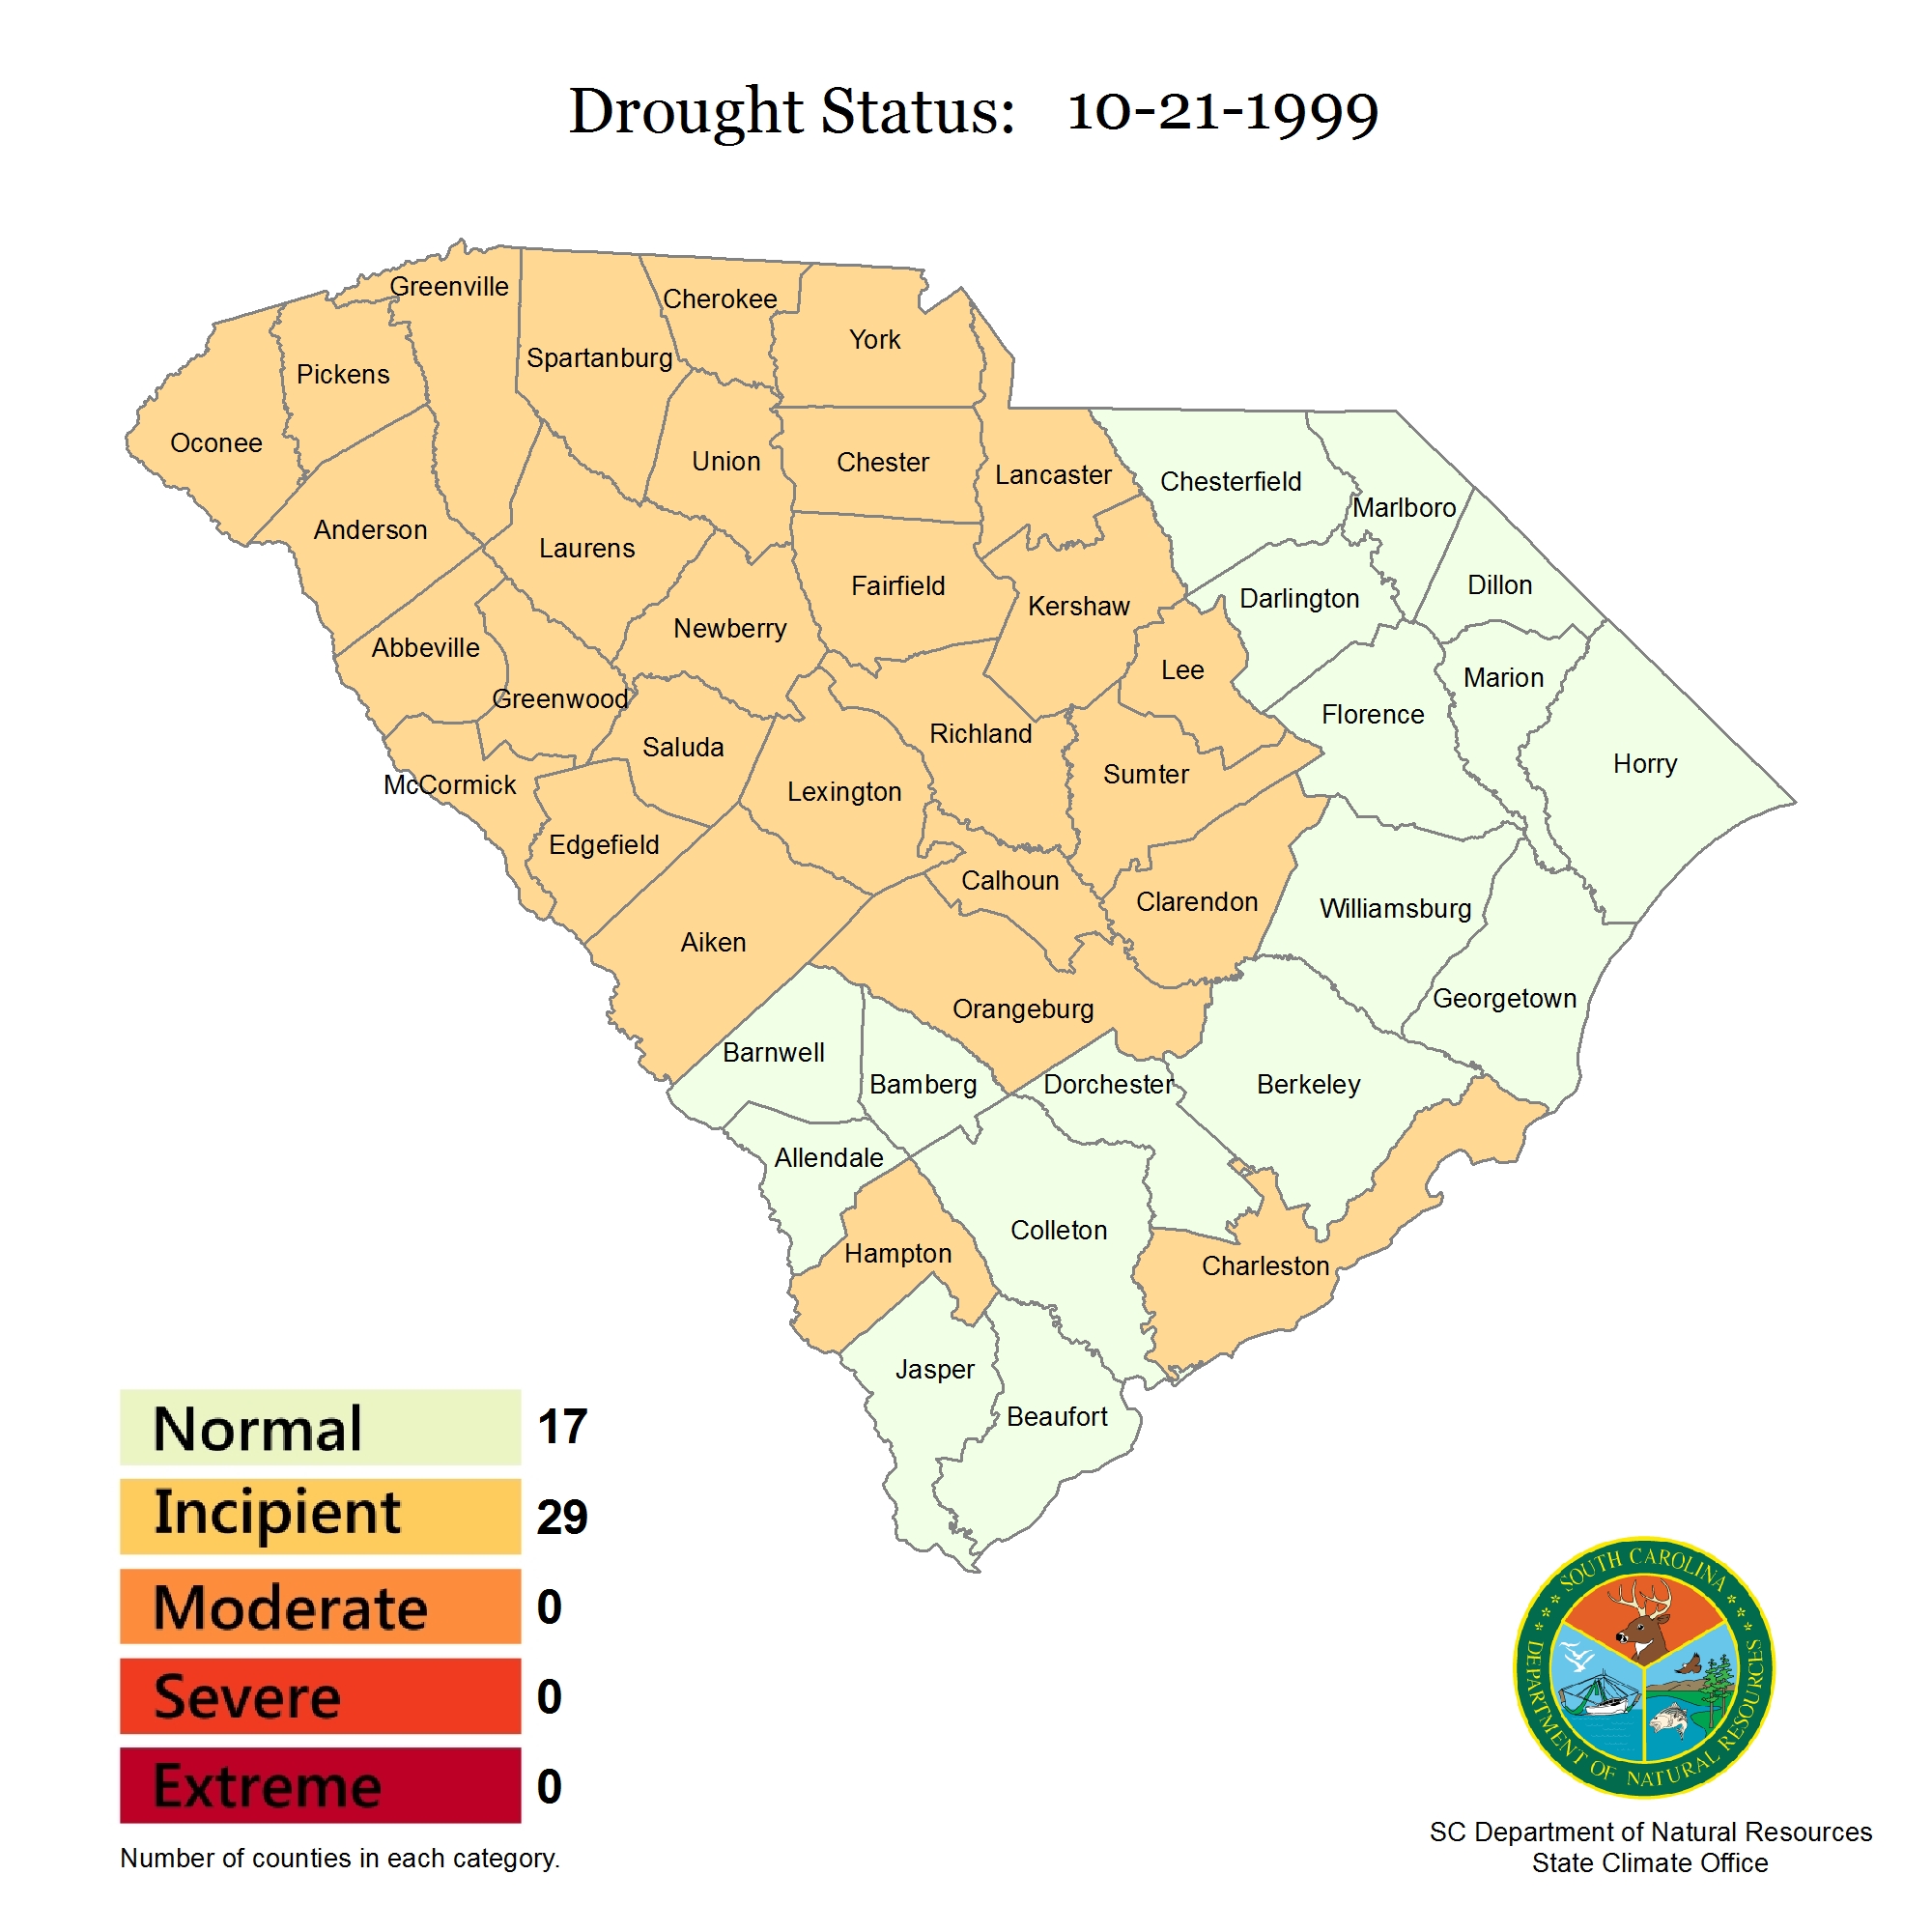 Drought Status: 10-21-1999
Greenville
Cherokee
York
Spartanburg
Pickens
Oconee
Union
Chester
Lancaster
Chesterfield
Marlboro
Anderson
Laurens
Fairfield
Kershaw
Darlington
Dillon
Newberry
Abbeville
Lee
Marion
Greenwood
Florence
Richland
Saluda
Horry
Sumter
McCormick
Lexington
Edgefield
Calhoun
Clarendon
Williamsburg
Aiken
Georgetown
Orangeburg
Barnwell
Bamberg
Dorchester
Berkeley
Allendale
Colleton
Hampton
Charleston
Jasper
Beaufort
Normal 17
Incipient 29
Moderate 0
Severe 0
Extreme 0
Number of counties in each category.
SOUTH CAROLINA
DEPARTMENT OF NATURAL RESOURCES
SC Department of Natural Resources
State Climate Office